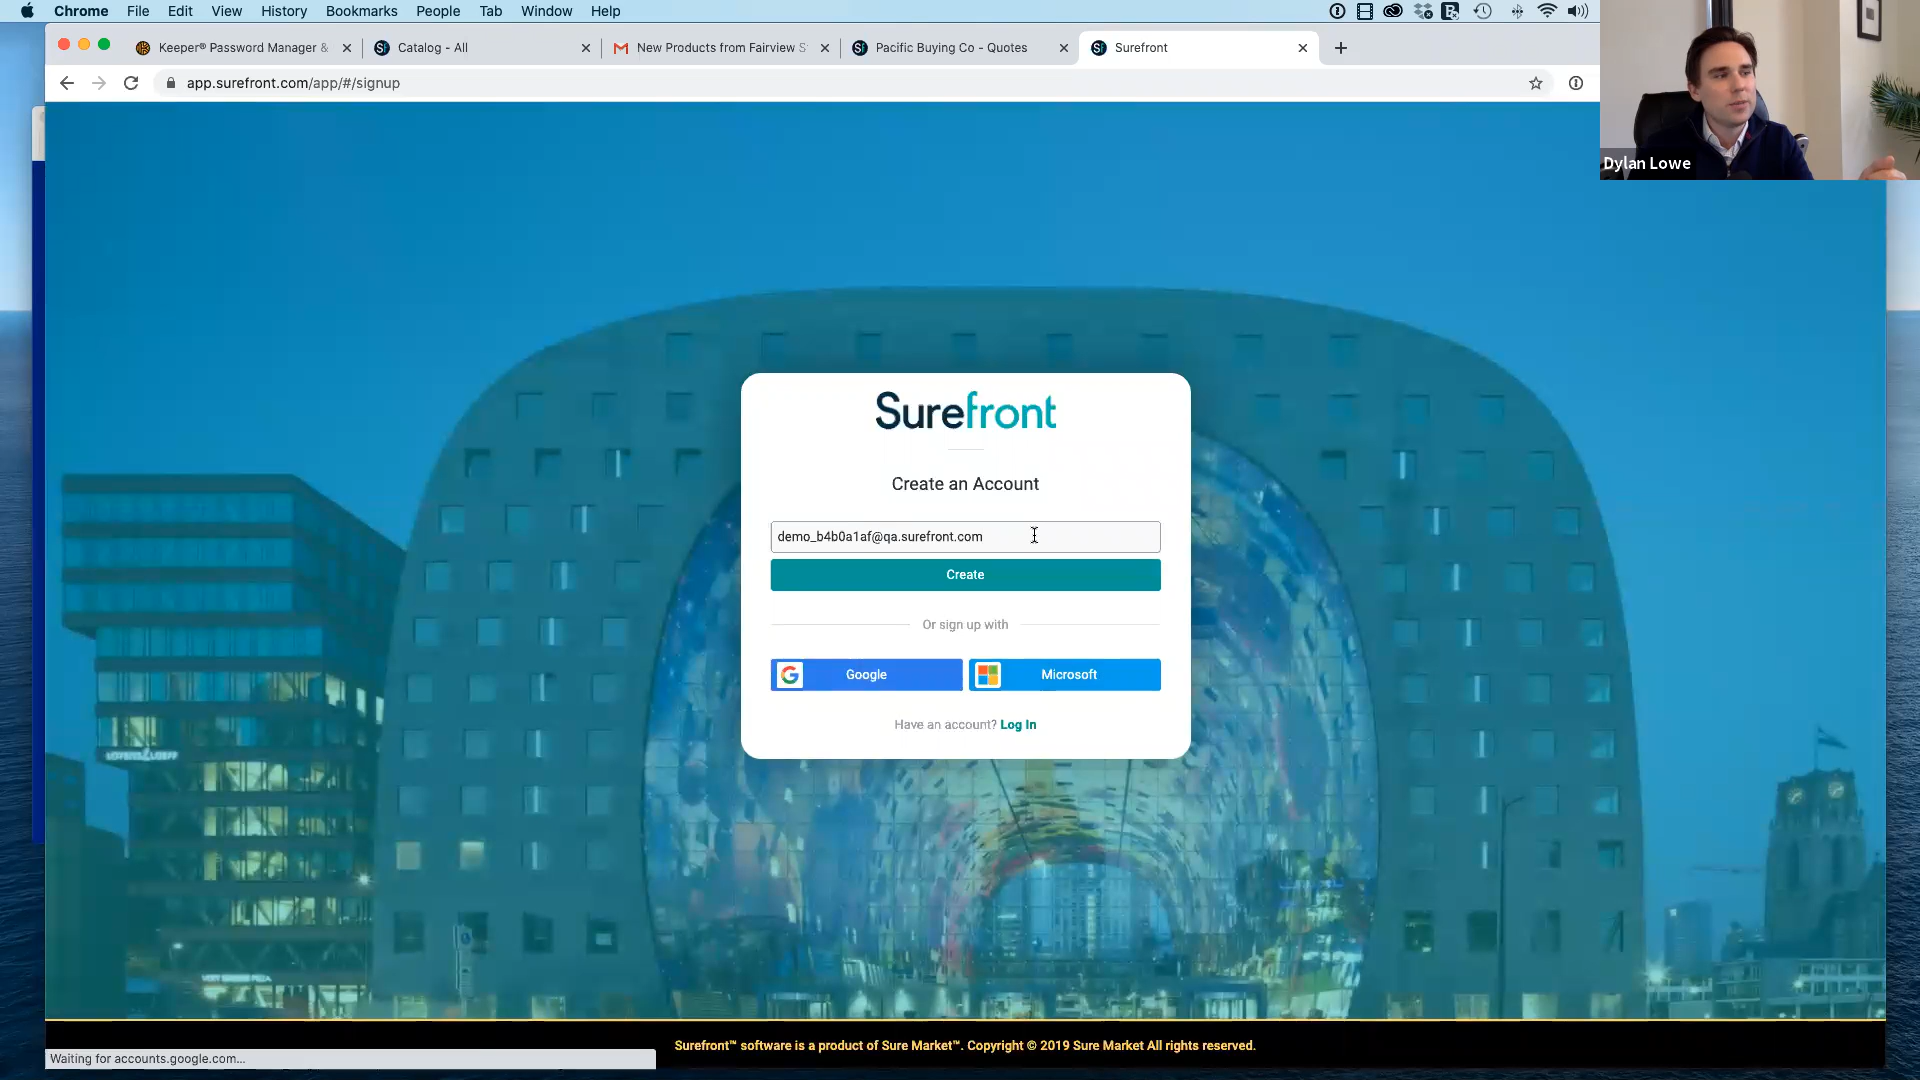 Chrome File Edit View History Bookmarks People Tab Window Help
Keeper® Password Manager &
Catalog - All
New Products from Fairview S
Pacific Buying Co - Quotes
Surefront
app.surefront.com/app/#/signup
Dylan Lowe
Surefront
Create an Account
demo_b4b0a1af@qa.surefront.com
Create
Or sign up with
Google
Microsoft
Have an account? Log In
Surefront™ software is a product of Sure Market™. Copyright © 2019 Sure Market All rights reserved.
Waiting for accounts.google.com...